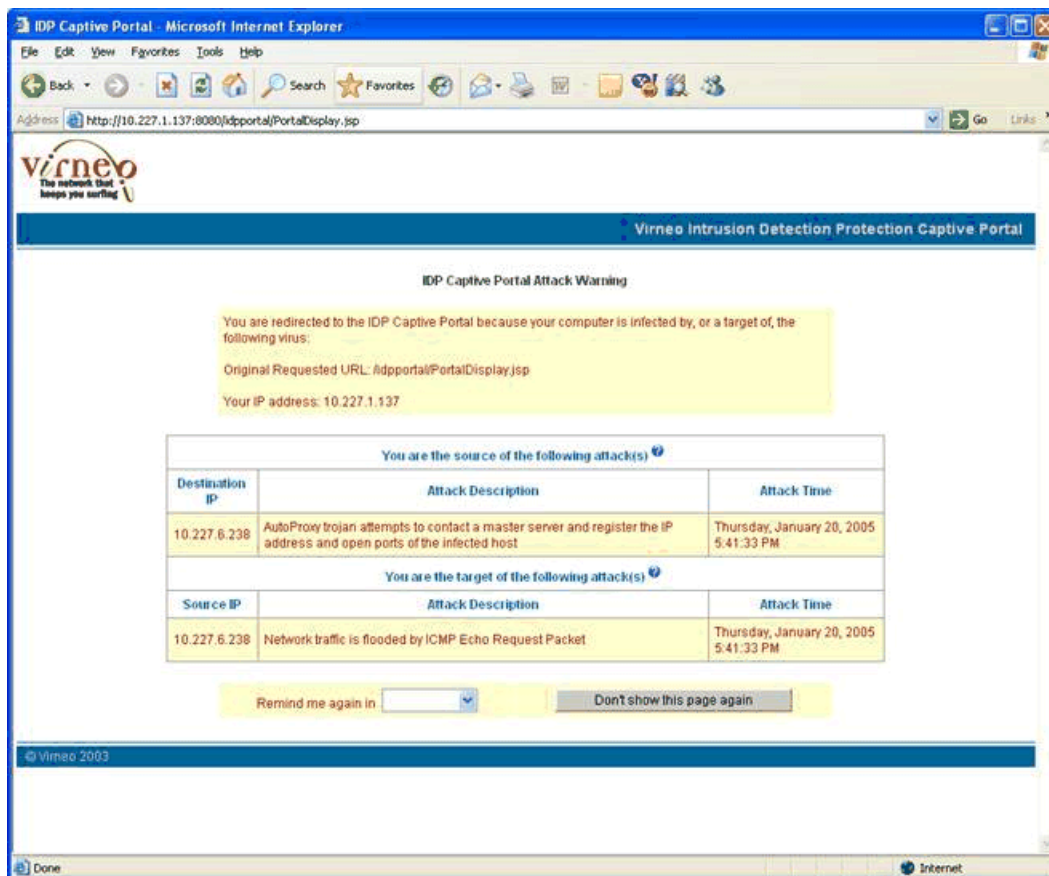 IDP Captive Portal - Microsoft Internet Explorer
File Edit View Favorites Tools Help
Back Search Favorites
Address http://10.227.1.137:8080/idpportal/PortalDisplay.jsp Go Links
virneo
The network that
keeps you surfing
Virneo Intrusion Detection Protection Captive Portal
IDP Captive Portal Attack Warning
You are redirected to the IDP Captive Portal because your computer is infected by, or a target of, the
following virus:
Original Requested URL: /idpportal/PortalDisplay.jsp
Your IP address: 10.227.1.137
You are the source of the following attack(s) ?
Destination
IP
Attack Description
Attack Time
10.227.6.238
AutoProxy trojan attempts to contact a master server and register the IP
address and open ports of the infected host
Thursday, January 20, 2005
5:41:33 PM
You are the target of the following attack(s) ?
Source IP
Attack Description
Attack Time
10.227.6.238
Network traffic is flooded by ICMP Echo Request Packet
Thursday, January 20, 2005
5:41:33 PM
Remind me again in
Don't show this page again
© Virneo 2003
Done
Internet